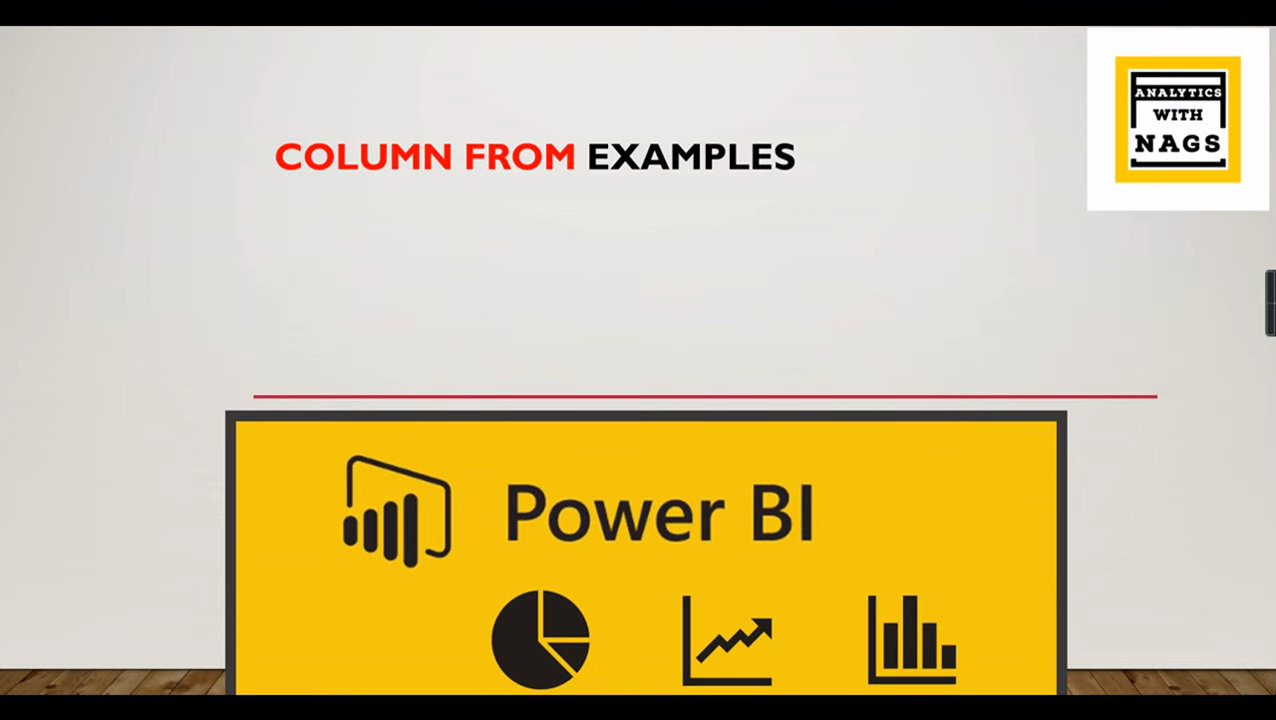 COLUMN FROM EXAMPLES
ANALYTICS
WITH
NAGS
Power BI